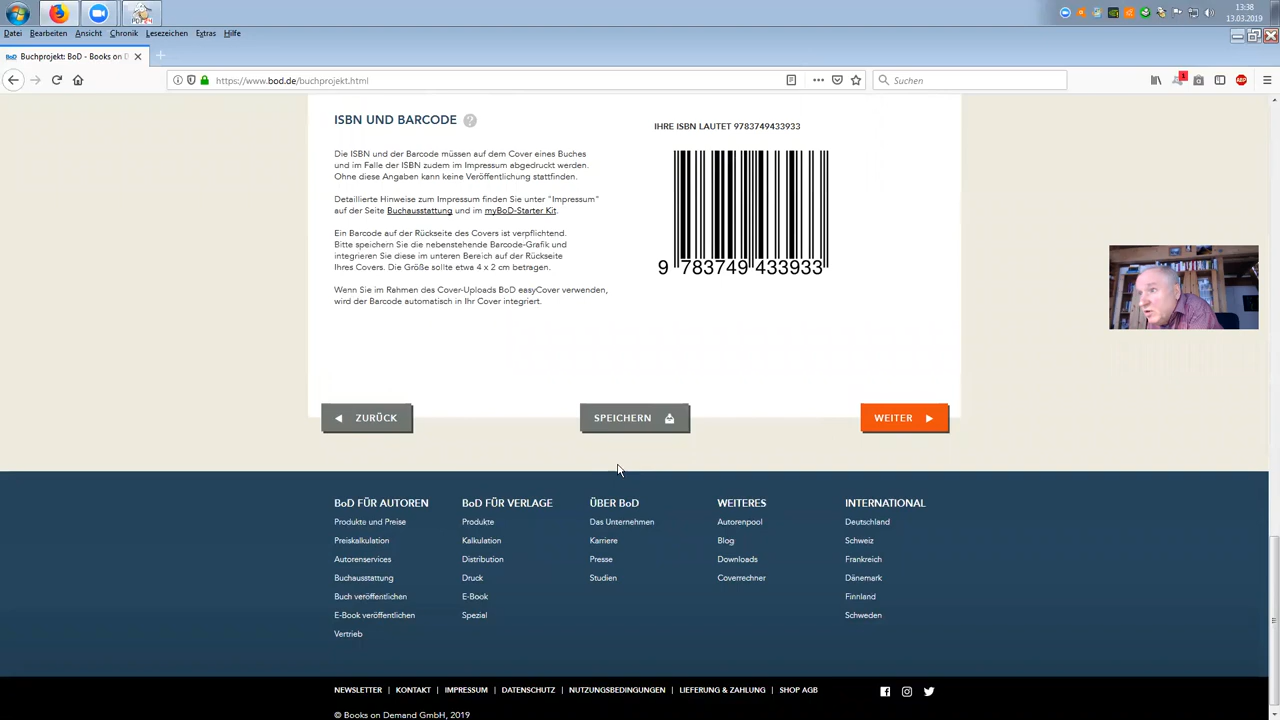 13:38
13.03.2019
Datei Bearbeiten Ansicht Chronik Lesezeichen Extras Hilfe
BoD Buchprojekt: BoD - Books on D
https://www.bod.de/buchprojekt.html
Suchen
1
ABP
ISBN UND BARCODE ?
IHRE ISBN LAUTET 9783749433933
Die ISBN und der Barcode müssen auf dem Cover eines Buches
und im Falle der ISBN zudem im Impressum abgedruckt werden.
Ohne diese Angaben kann keine Veröffentlichung stattfinden.
Detaillierte Hinweise zum Impressum finden Sie unter "Impressum"
auf der Seite Buchausstattung und im myBoD-Starter Kit.
Ein Barcode auf der Rückseite des Covers ist verpflichtend.
Bitte speichern Sie die nebenstehende Barcode-Grafik und
integrieren Sie diese im unteren Bereich auf der Rückseite
Ihres Covers. Die Größe sollte etwa 4 x 2 cm betragen.
Wenn Sie im Rahmen des Cover-Uploads BoD easyCover verwenden,
wird der Barcode automatisch in Ihr Cover integriert.
9 783749 433933
ZURÜCK
SPEICHERN
WEITER
BoD FÜR AUTOREN
Produkte und Preise
Preiskalkulation
Autorenservices
Buchausstattung
Buch veröffentlichen
E-Book veröffentlichen
Vertrieb
BoD FÜR VERLAGE
Produkte
Kalkulation
Distribution
Druck
E-Book
Spezial
ÜBER BoD
Das Unternehmen
Karriere
Presse
Studien
WEITERES
Autorenpool
Blog
Downloads
Coverrechner
INTERNATIONAL
Deutschland
Schweiz
Frankreich
Dänemark
Finnland
Schweden
NEWSLETTER | KONTAKT | IMPRESSUM | DATENSCHUTZ | NUTZUNGSBEDINGUNGEN | LIEFERUNG & ZAHLUNG | SHOP AGB
© Books on Demand GmbH, 2019